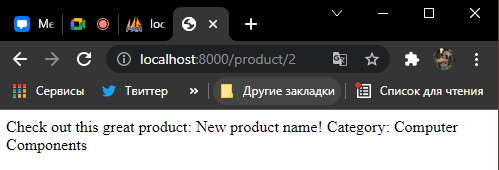 Me
loc
localhost:8000/product/2
Сервисы
Твиттер
»
Другие закладки
Список для чтения
Check out this great product: New product name! Category: Computer
Components